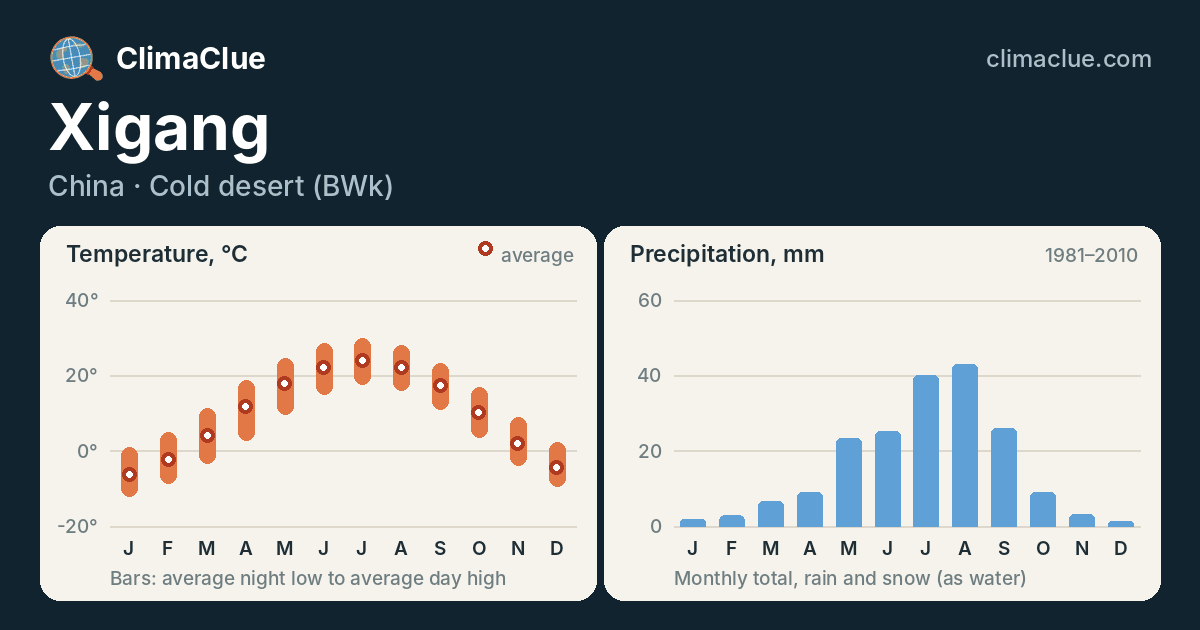 ClimaClue
climaclue.com
Xigang
China · Cold desert (BWk)
Temperature, °C
average
40°
20°
0°
-20°
J F M A M J J A S O N D
Bars: average night low to average day high
Precipitation, mm
1981–2010
60
40
20
0
J F M A M J J A S O N D
Monthly total, rain and snow (as water)